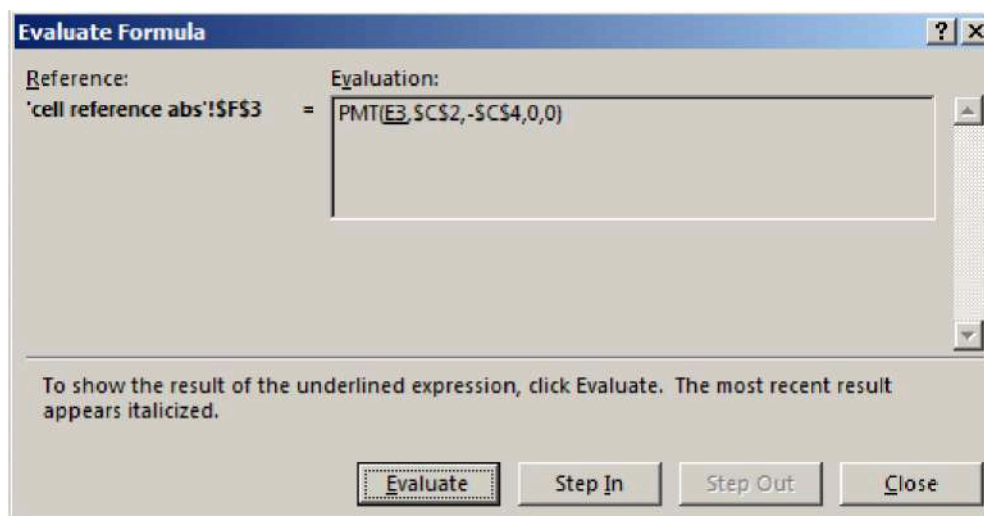 Evaluate Formula
Reference:
Evaluation:
'cell reference abs'!$F$3 = PMT(E3,$C$2,-$C$4,0,0)
To show the result of the underlined expression, click Evaluate. The most recent result
appears italicized.
Evaluate
Step In
Step Out
Close